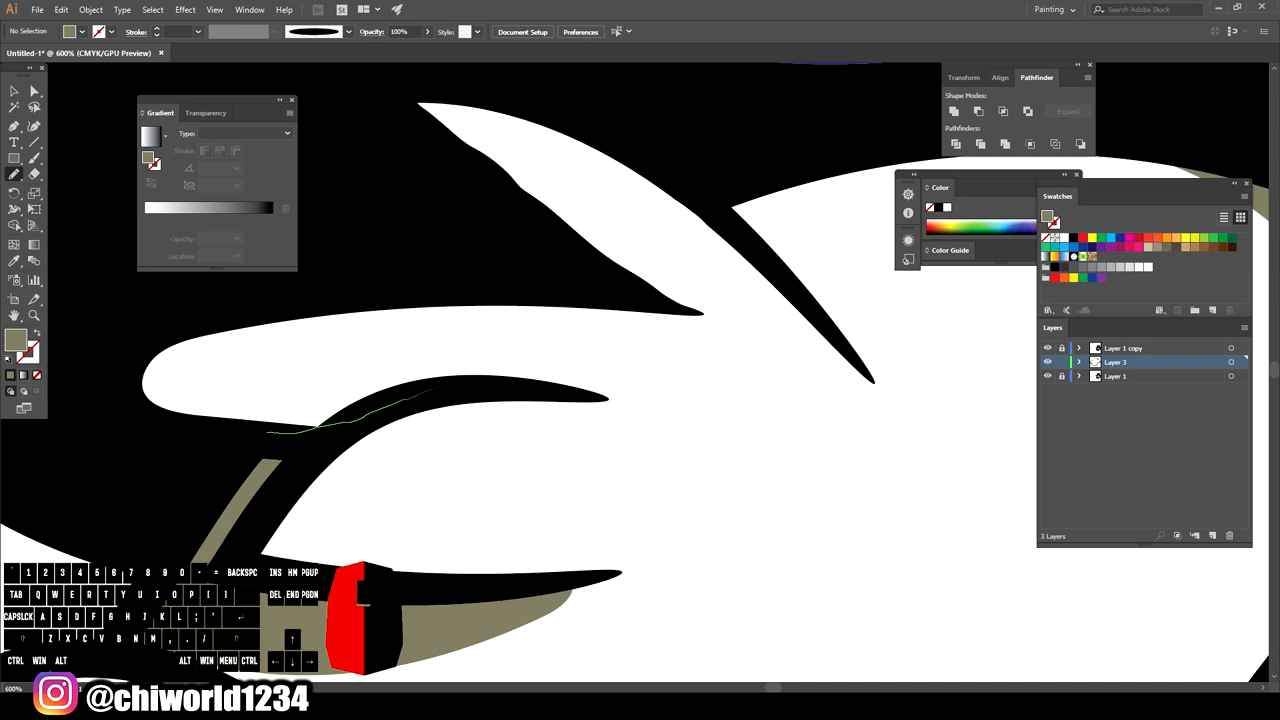 Ai File Edit Object Type Select Effect View Window Help Br St Painting Search Adobe Stock
No Selection Stroke: Opacity: 100% Style: Document Setup Preferences
Untitled-1* @ 600% (CMYK/GPU Preview)
Transform Align Pathfinder
Shape Modes:
Expand
Pathfinders:
Gradient Transparency
Type:
Stroke:
Opacity:
Locations:
Color
Color Guide
Swatches
Layers
Layer 1 copy
Layer 3
Layer 1
3 Layers
` 1 2 3 4 5 6 7 8 9 0 - = BACKSPC INS HM PGUP
TAB Q W E R T Y U I O P [ ] DEL END PGDN
CAPSLCK A S D F G H J K L ; '
Z X C V B N M , . /
CTRL WIN ALT ALT WIN MENU CTRL
600%
@chiworld1234